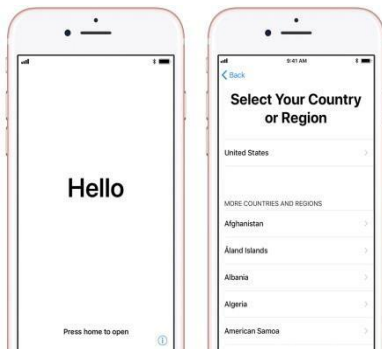 Hello
Press home to open
9:41 AM
Back
Select Your Country
or Region
United States
MORE COUNTRIES AND REGIONS
Afghanistan
Åland Islands
Albania
Algeria
American Samoa